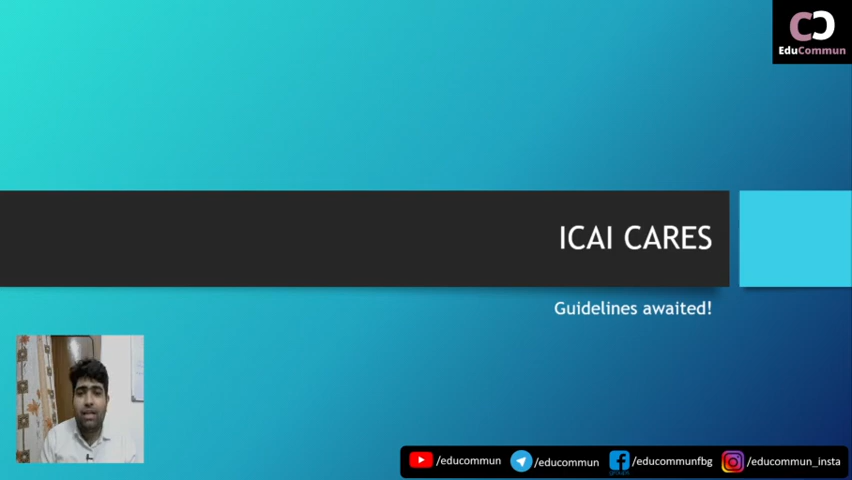 EduCommun
ICAI CARES
Guidelines awaited!
/educommun
/educommun
/educommunfbg
/educommun_insta